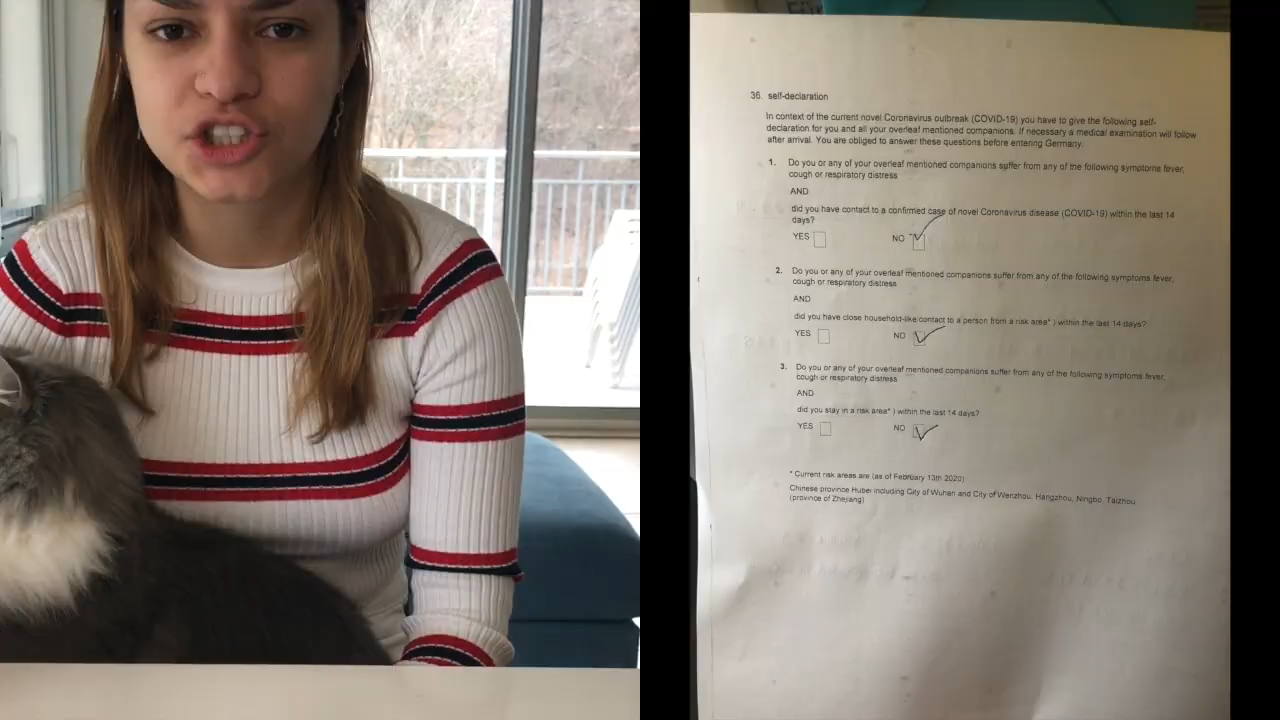 36. self-declaration
In context of the current novel Coronavirus outbreak (COVID-19) you have to give the following self-
declaration for you and all your overleaf mentioned companions. If necessary a medical examination will follow
after arrival. You are obliged to answer these questions before entering Germany.
1. Do you or any of your overleaf mentioned companions suffer from any of the following symptoms fever,
cough or respiratory distress
AND
did you have contact to a confirmed case of novel Coronavirus disease (COVID-19) within the last 14
days?
YES NO
2. Do you or any of your overleaf mentioned companions suffer from any of the following symptoms fever,
cough or respiratory distress
AND
did you have close household-like contact to a person from a risk area* ) within the last 14 days?
YES NO
3. Do you or any of your overleaf mentioned companions suffer from any of the following symptoms fever,
cough or respiratory distress
AND
did you stay in a risk area* ) within the last 14 days?
YES NO
* Current risk areas are (as of February 13th 2020)
Chinese province Hubei including City of Wuhan and City of Wenzhou, Hangzhou, Ningbo, Taizhou
(province of Zhejiang)